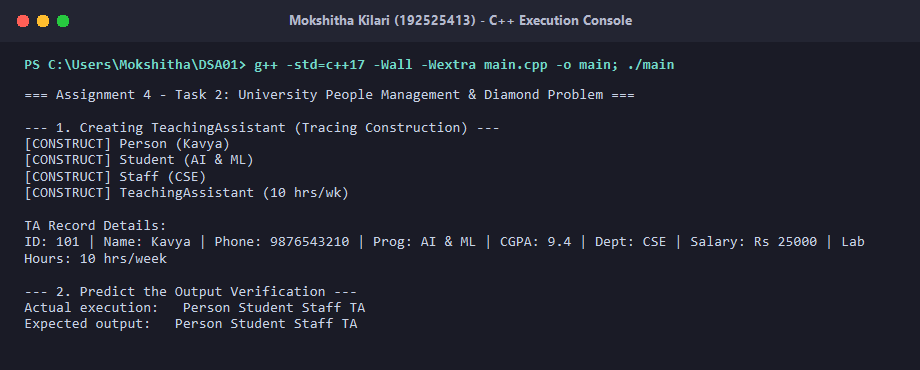 Mokshitha Kilari (192525413) - C++ Execution Console
PS C:\Users\Mokshitha\DSA01> g++ -std=c++17 -Wall -Wextra main.cpp -o main; ./main
=== Assignment 4 - Task 2: University People Management & Diamond Problem ===
--- 1. Creating TeachingAssistant (Tracing Construction) ---
[CONSTRUCT] Person (Kavya)
[CONSTRUCT] Student (AI & ML)
[CONSTRUCT] Staff (CSE)
[CONSTRUCT] TeachingAssistant (10 hrs/wk)
TA Record Details:
ID: 101 | Name: Kavya | Phone: 9876543210 | Prog: AI & ML | CGPA: 9.4 | Dept: CSE | Salary: Rs 25000 | Lab
Hours: 10 hrs/week
--- 2. Predict the Output Verification ---
Actual execution:   Person Student Staff TA
Expected output:   Person Student Staff TA